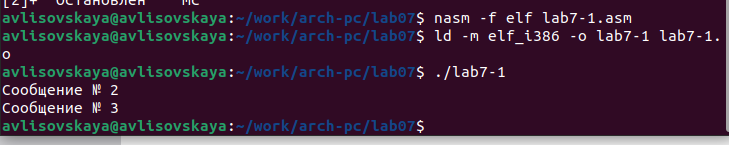 [2]+ Остановлен mc
avlisovskaya@avlisovskaya:~/work/arch-pc/lab07$ nasm -f elf lab7-1.asm
avlisovskaya@avlisovskaya:~/work/arch-pc/lab07$ ld -m elf_i386 -o lab7-1 lab7-1.
o
avlisovskaya@avlisovskaya:~/work/arch-pc/lab07$ ./lab7-1
Сообщение № 2
Сообщение № 3
avlisovskaya@avlisovskaya:~/work/arch-pc/lab07$